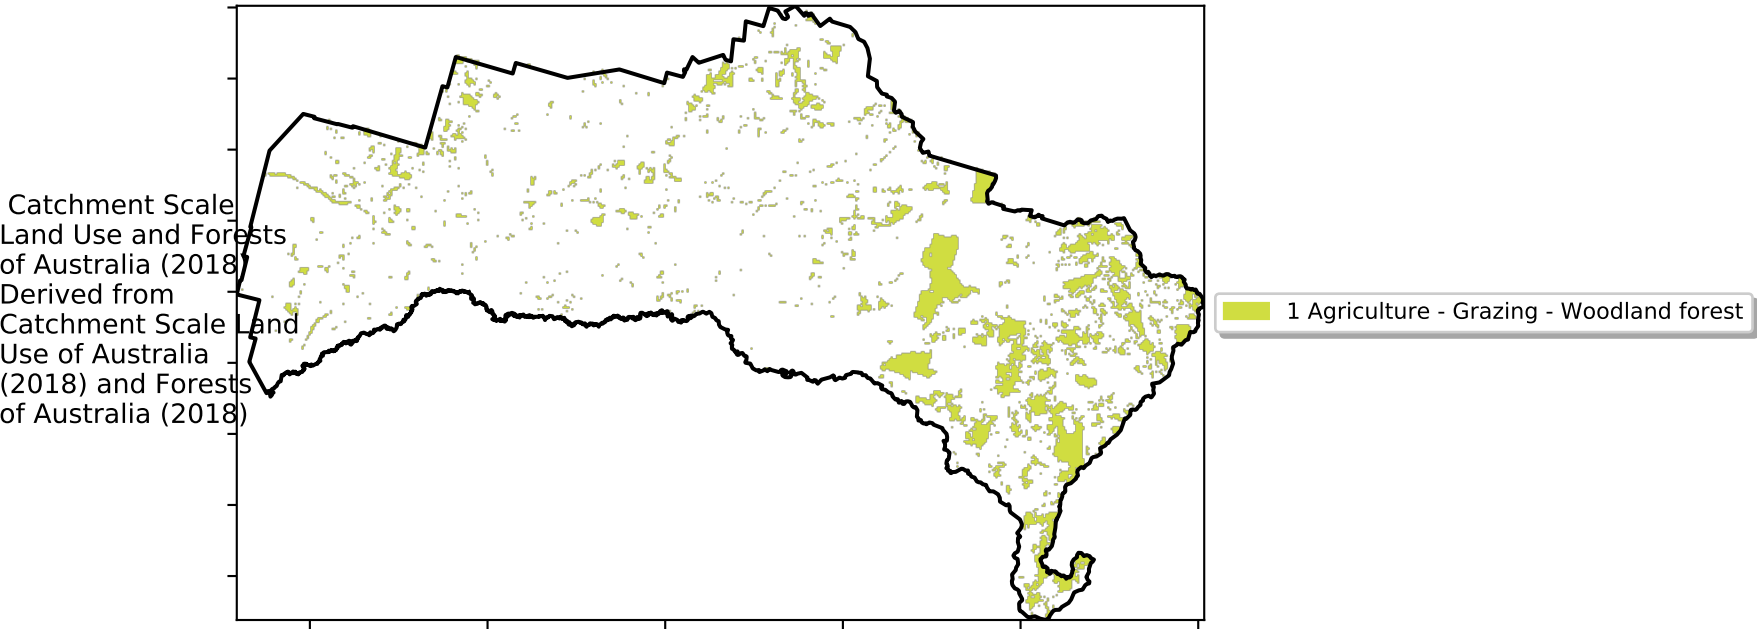 Catchment Scale
Land Use and Forests
of Australia (2018)
Derived from
Catchment Scale Land
Use of Australia
(2018) and Forests
of Australia (2018)
1 Agriculture - Grazing - Woodland forest